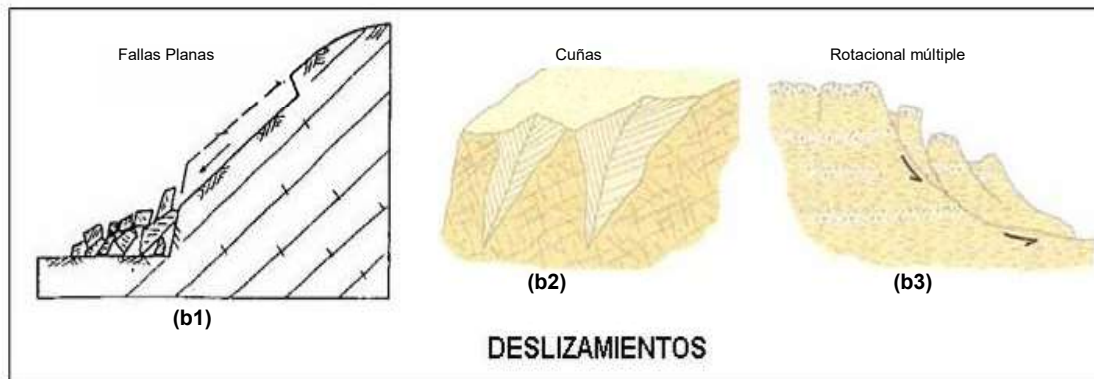 Fallas Planas
Cuñas
Rotacional múltiple
(b1)
(b2)
(b3)
DESLIZAMIENTOS